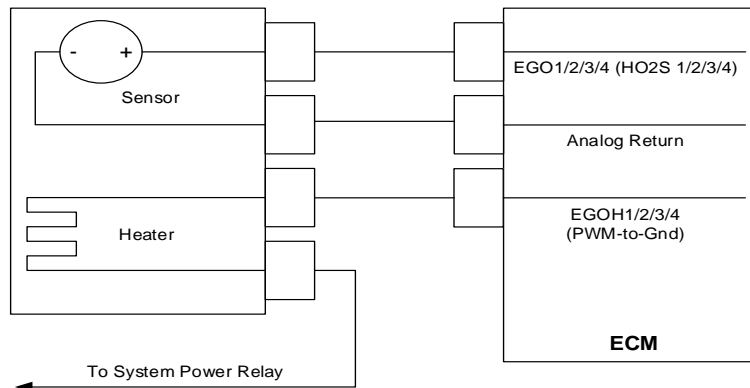 - +
EGO1/2/3/4 (HO2S 1/2/3/4)
Sensor
Analog Return
EGOH1/2/3/4
(PWM-to-Gnd)
Heater
ECM
To System Power Relay